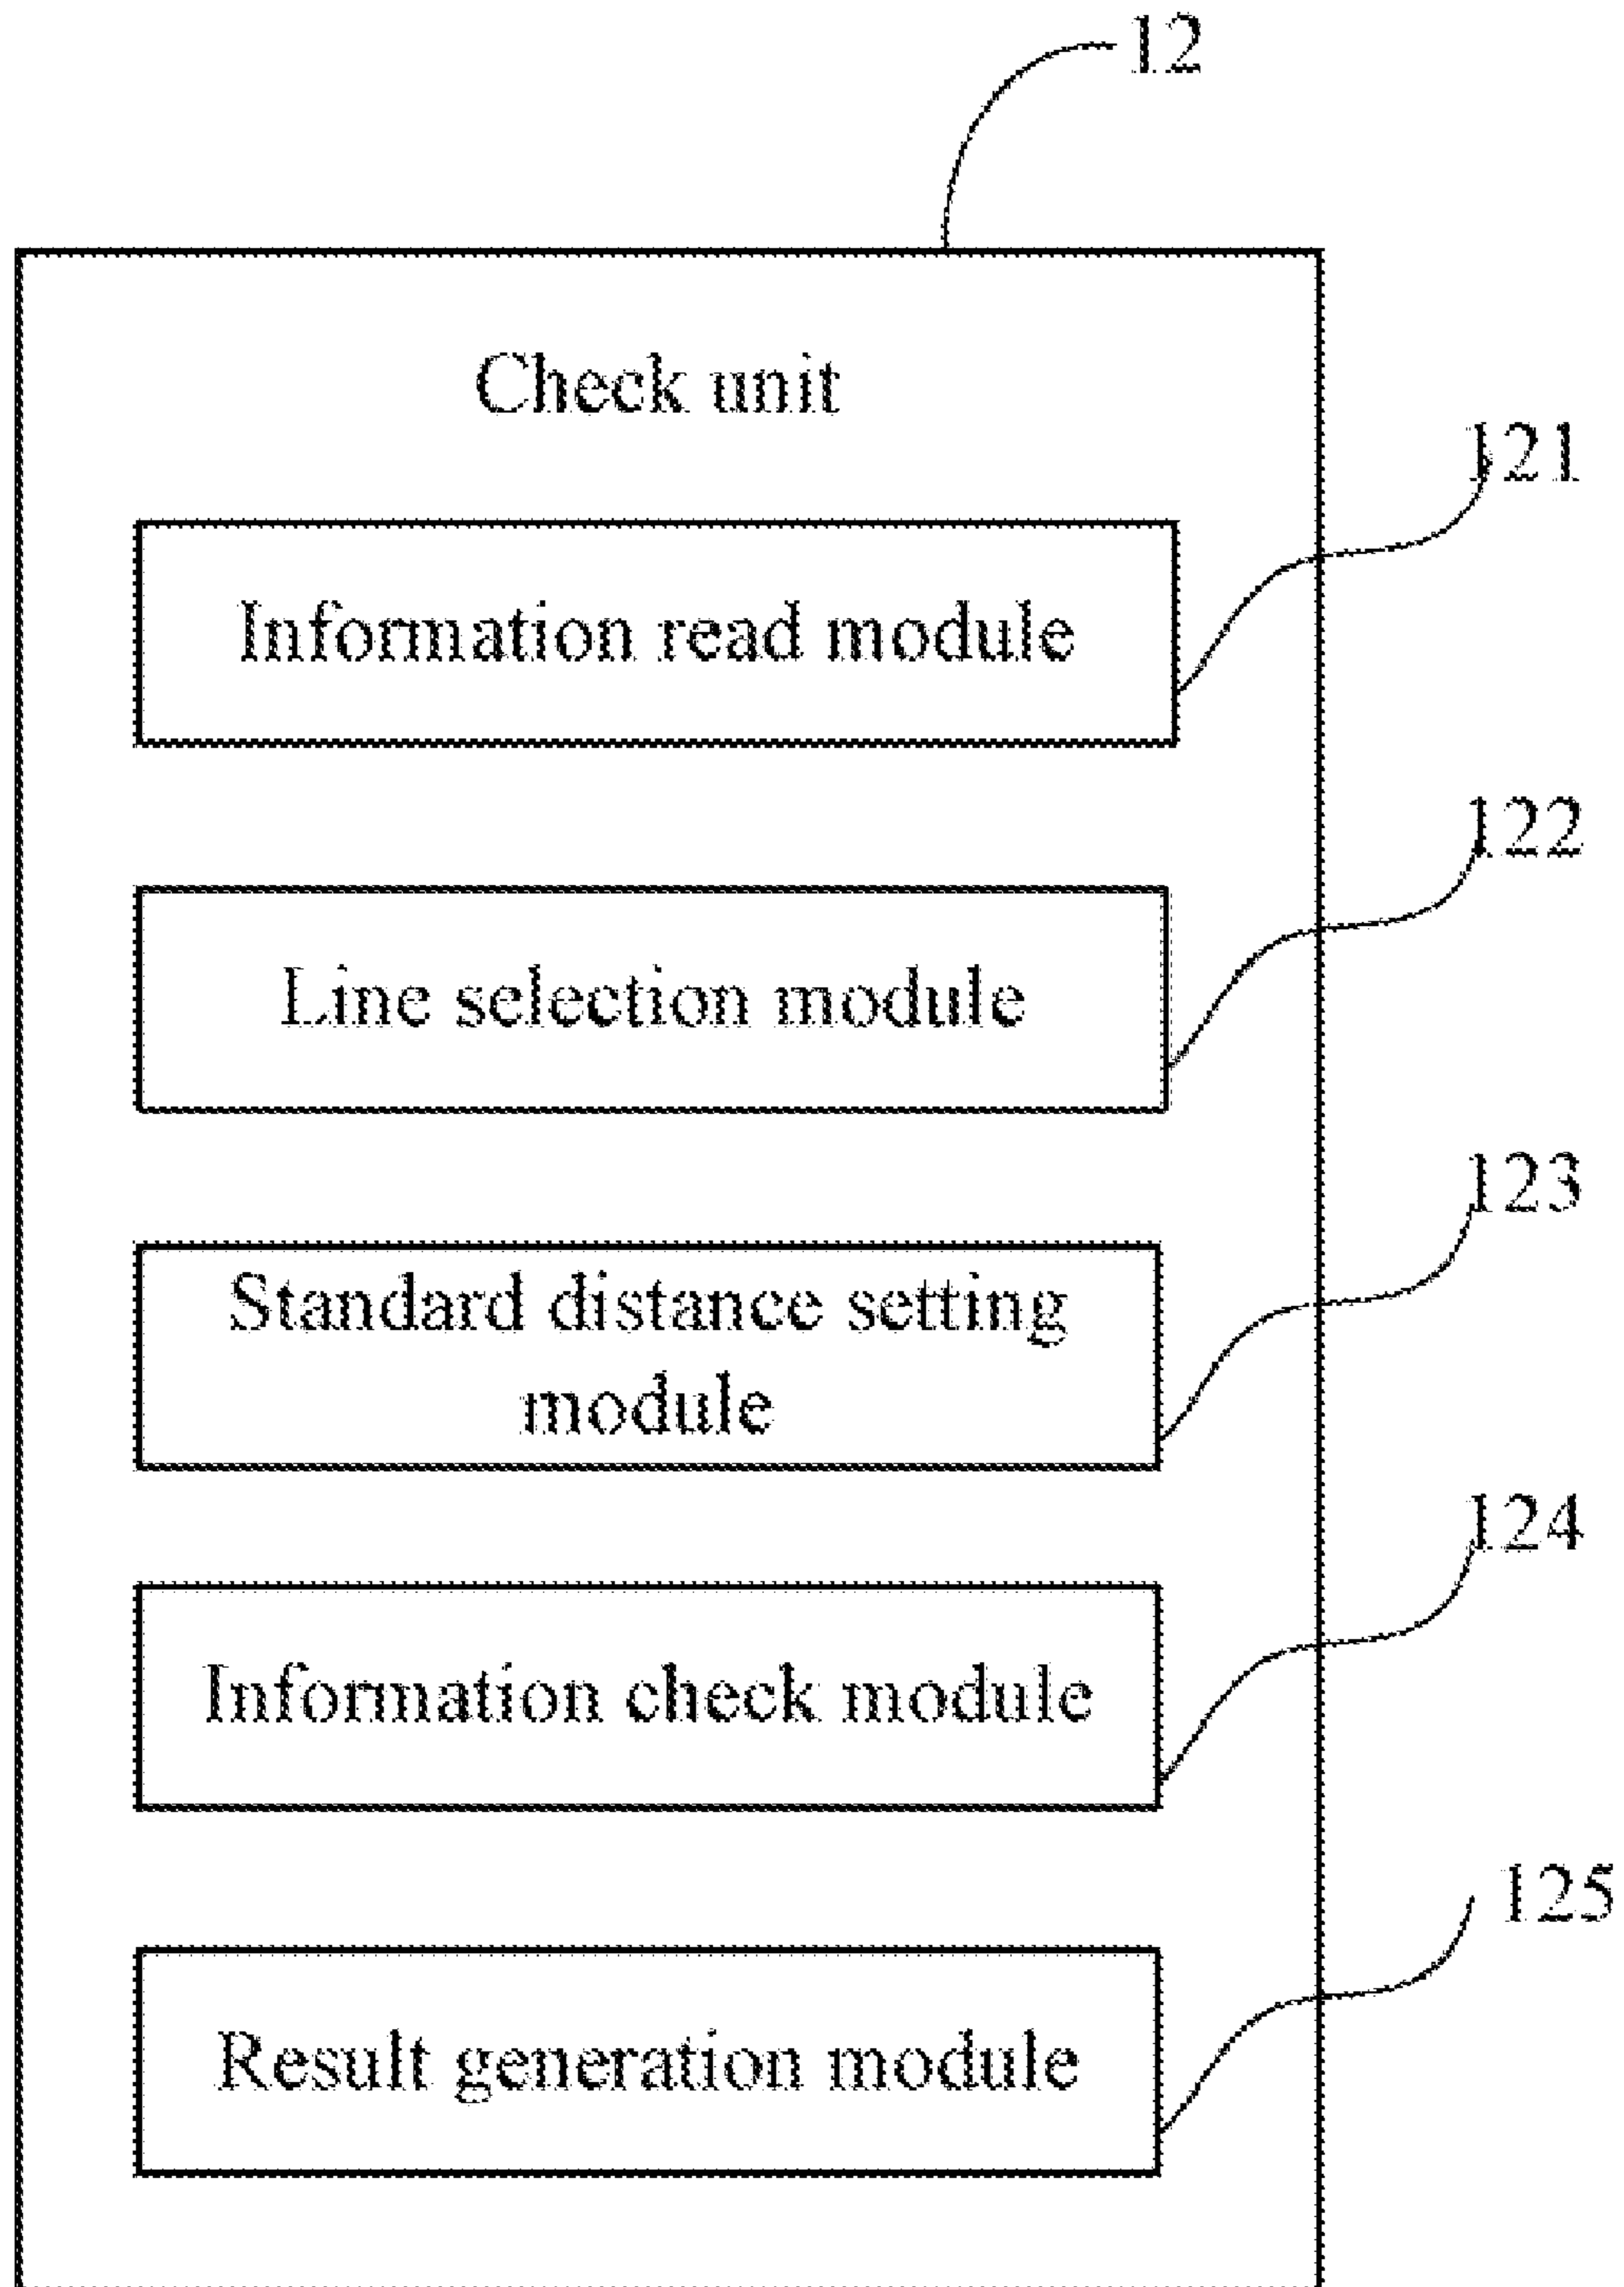 12
Check unit
121
Information read module
122
Line selection module
123
Standard distance setting
module
124
Information check module
125
Result generation module